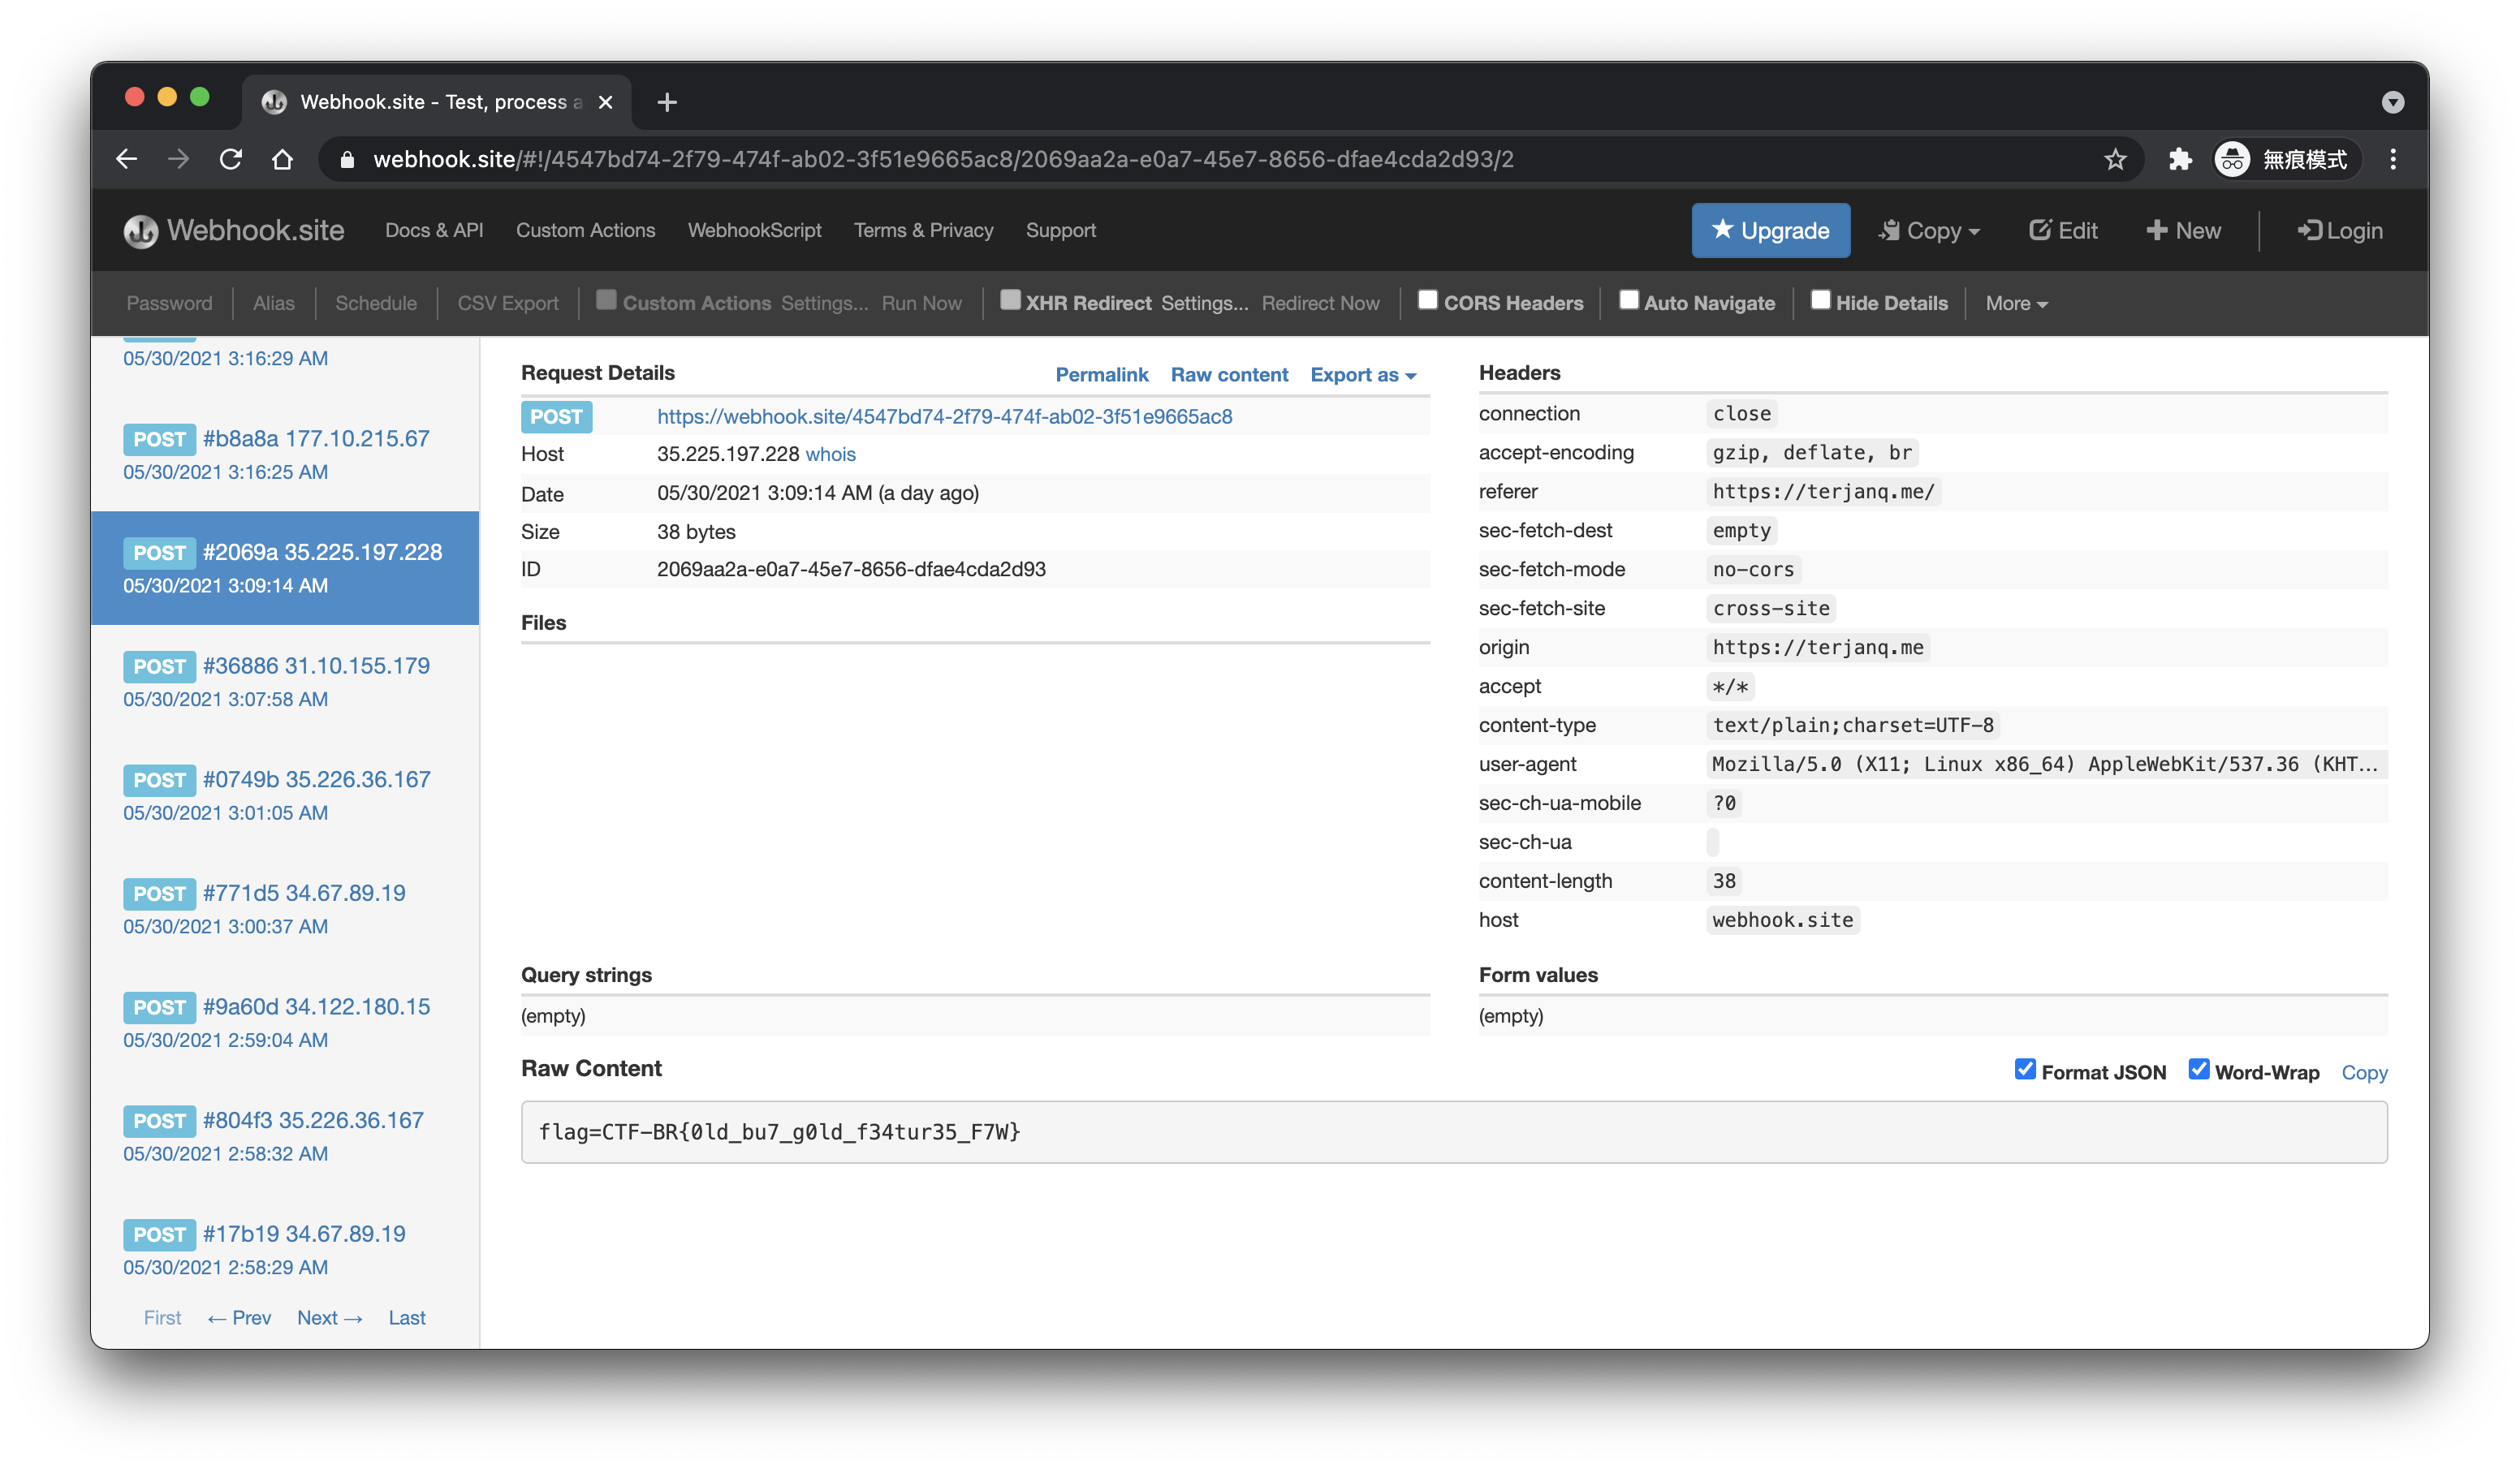 Webhook.site - Test, process a
webhook.site/#!/4547bd74-2f79-474f-ab02-3f51e9665ac8/2069aa2a-e0a7-45e7-8656-dfae4cda2d93/2
無痕模式
Webhook.site Docs & API Custom Actions WebhookScript Terms & Privacy Support Upgrade Copy Edit New Login
Password Alias Schedule CSV Export Custom Actions Settings... Run Now XHR Redirect Settings... Redirect Now CORS Headers Auto Navigate Hide Details More
05/30/2021 3:16:29 AM
POST #b8a8a 177.10.215.67
05/30/2021 3:16:25 AM
POST #2069a 35.225.197.228
05/30/2021 3:09:14 AM
POST #36886 31.10.155.179
05/30/2021 3:07:58 AM
POST #0749b 35.226.36.167
05/30/2021 3:01:05 AM
POST #771d5 34.67.89.19
05/30/2021 3:00:37 AM
POST #9a60d 34.122.180.15
05/30/2021 2:59:04 AM
POST #804f3 35.226.36.167
05/30/2021 2:58:32 AM
POST #17b19 34.67.89.19
05/30/2021 2:58:29 AM
First ← Prev Next → Last
Request Details Permalink Raw content Export as
POST https://webhook.site/4547bd74-2f79-474f-ab02-3f51e9665ac8
Host 35.225.197.228 whois
Date 05/30/2021 3:09:14 AM (a day ago)
Size 38 bytes
ID 2069aa2a-e0a7-45e7-8656-dfae4cda2d93
Files
Headers
connection close
accept-encoding gzip, deflate, br
referer https://terjanq.me/
sec-fetch-dest empty
sec-fetch-mode no-cors
sec-fetch-site cross-site
origin https://terjanq.me
accept */*
content-type text/plain;charset=UTF-8
user-agent Mozilla/5.0 (X11; Linux x86_64) AppleWebKit/537.36 (KHT...
sec-ch-ua-mobile ?0
sec-ch-ua
content-length 38
host webhook.site
Query strings
(empty)
Form values
(empty)
Raw Content Format JSON Word-Wrap Copy
flag=CTF-BR{0ld_bu7_g0ld_f34tur35_F7W}